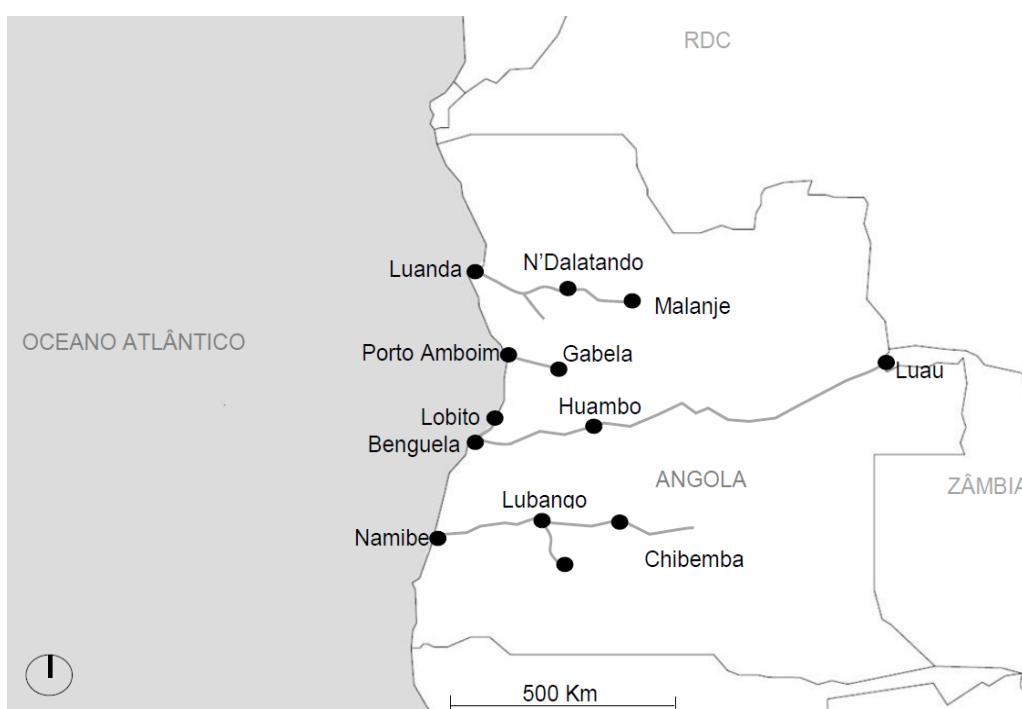 RDC
N'Dalatando
Luanda
Malanje
OCEANO ATLÂNTICO
Porto Amboim
Gabela
Luau
Huambo
Lobito
Benguela
ANGOLA
ZÂMBIA
Lubango
Namibe
Chibemba
500 Km